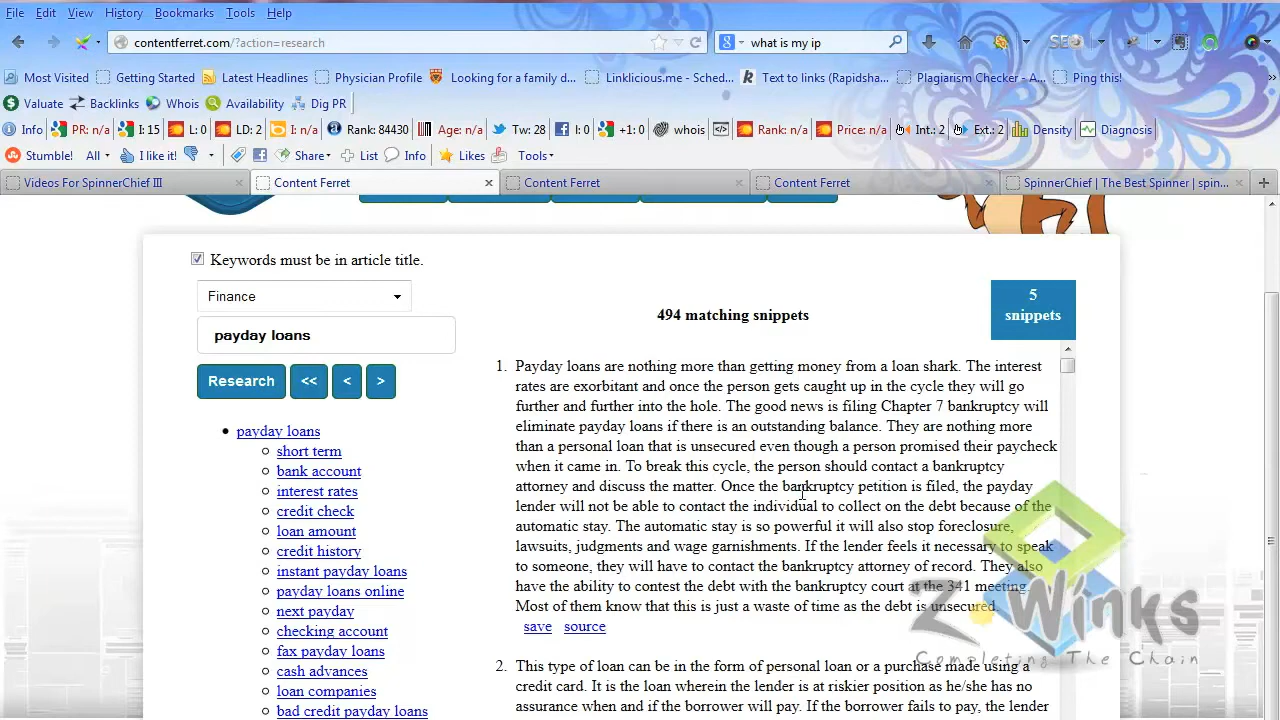 File Edit View History Bookmarks Tools Help
contentferret.com/?action=research what is my ip SEO
Most Visited Getting Started Latest Headlines Physician Profile Looking for a family d... Linklicious.me - Sched... Text to links (Rapidsha... Plagiarism Checker - A... Ping this!
Valuate Backlinks Whois Availability Dig PR
Info PR: n/a I: 15 L: 0 LD: 2 I: n/a Rank: 84430 Age: n/a Tw: 28 I: 0 +1: 0 whois Rank: n/a Price: n/a Int.: 2 Ext.: 2 Density Diagnosis
Stumble! All I like it! Share List Info Likes Tools
Videos For SpinnerChief III Content Ferret Content Ferret Content Ferret SpinnerChief | The Best Spinner | spin...
Keywords must be in article title.
Finance
payday loans
Research << < >
payday loans
short term
bank account
interest rates
credit check
loan amount
credit history
instant payday loans
payday loans online
next payday
checking account
fax payday loans
cash advances
loan companies
bad credit payday loans
494 matching snippets
5
snippets
1. Payday loans are nothing more than getting money from a loan shark. The interest
rates are exorbitant and once the person gets caught up in the cycle they will go
further and further into the hole. The good news is filing Chapter 7 bankruptcy will
eliminate payday loans if there is an outstanding balance. They are nothing more
than a personal loan that is unsecured even though a person promised their paycheck
when it came in. To break this cycle, the person should contact a bankruptcy
attorney and discuss the matter. Once the bankruptcy petition is filed, the payday
lender will not be able to contact the individual to collect on the debt because of the
automatic stay. The automatic stay is so powerful it will also stop foreclosure,
lawsuits, judgments and wage garnishments. If the lender feels it necessary to speak
to someone, they will have to contact the bankruptcy attorney of record. They also
have the ability to contest the debt with the bankruptcy court at the 341 meeting.
Most of them know that this is just a waste of time as the debt is unsecured.
save source
2. This type of loan can be in the form of personal loan or a purchase made using a
credit card. It is the loan wherein the lender is at riskier position as he/she has no
assurance when and if the borrower will pay. If the borrower fails to pay, the lender
Winks
Completing The Chain